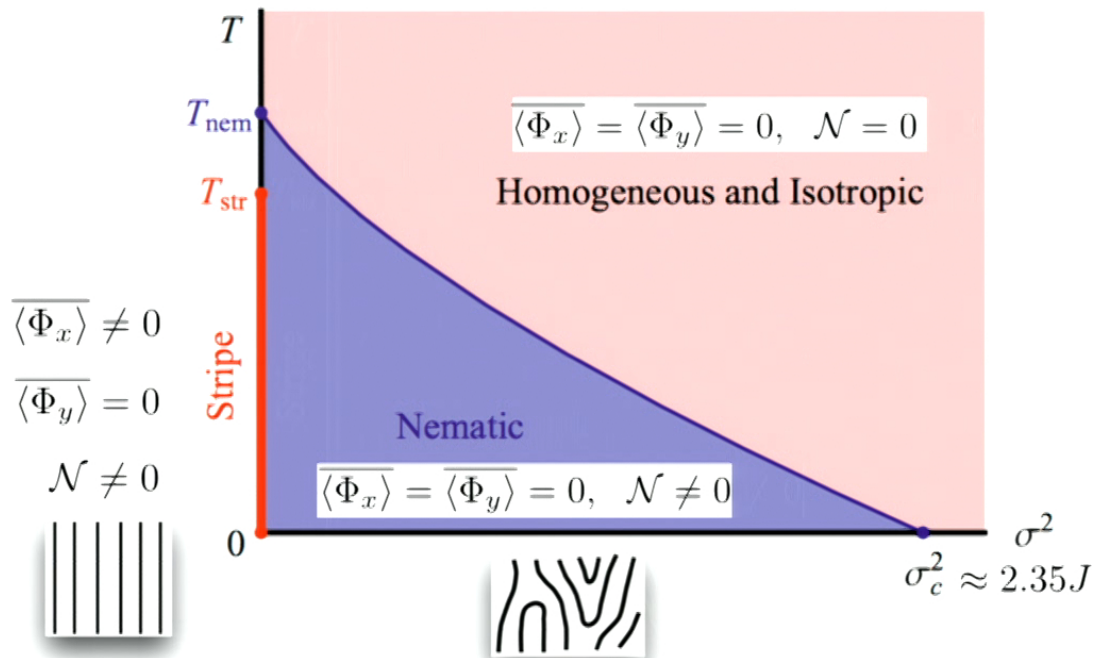 T
T_nem
$\overline{\langle\Phi_x\rangle} = \overline{\langle\Phi_y\rangle} = 0, \quad \mathcal{N} = 0$
Homogeneous and Isotropic
T_str
$\overline{\langle\Phi_x\rangle} \neq 0$
$\overline{\langle\Phi_y\rangle} = 0$
$\mathcal{N} \neq 0$
Stripe
Nematic
$\overline{\langle\Phi_x\rangle} = \overline{\langle\Phi_y\rangle} = 0, \quad \mathcal{N} \neq 0$
0
$\sigma^2$
$\sigma_c^2 \approx 2.35J$